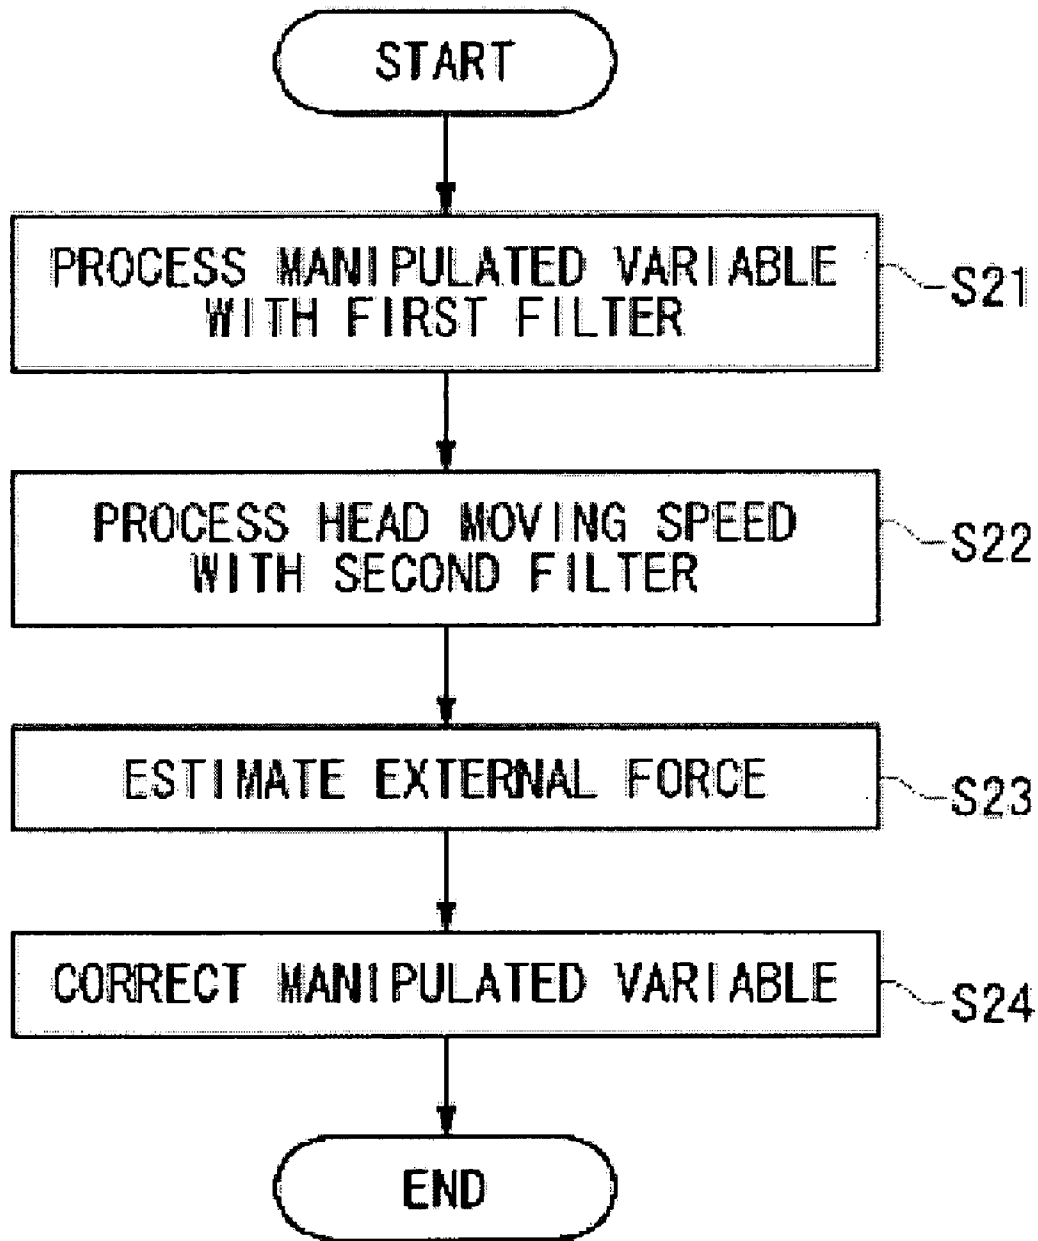 START
PROCESS MANIPULATED VARIABLE
WITH FIRST FILTER
S21
PROCESS HEAD MOVING SPEED
WITH SECOND FILTER
S22
ESTIMATE EXTERNAL FORCE
S23
CORRECT MANIPULATED VARIABLE
S24
END